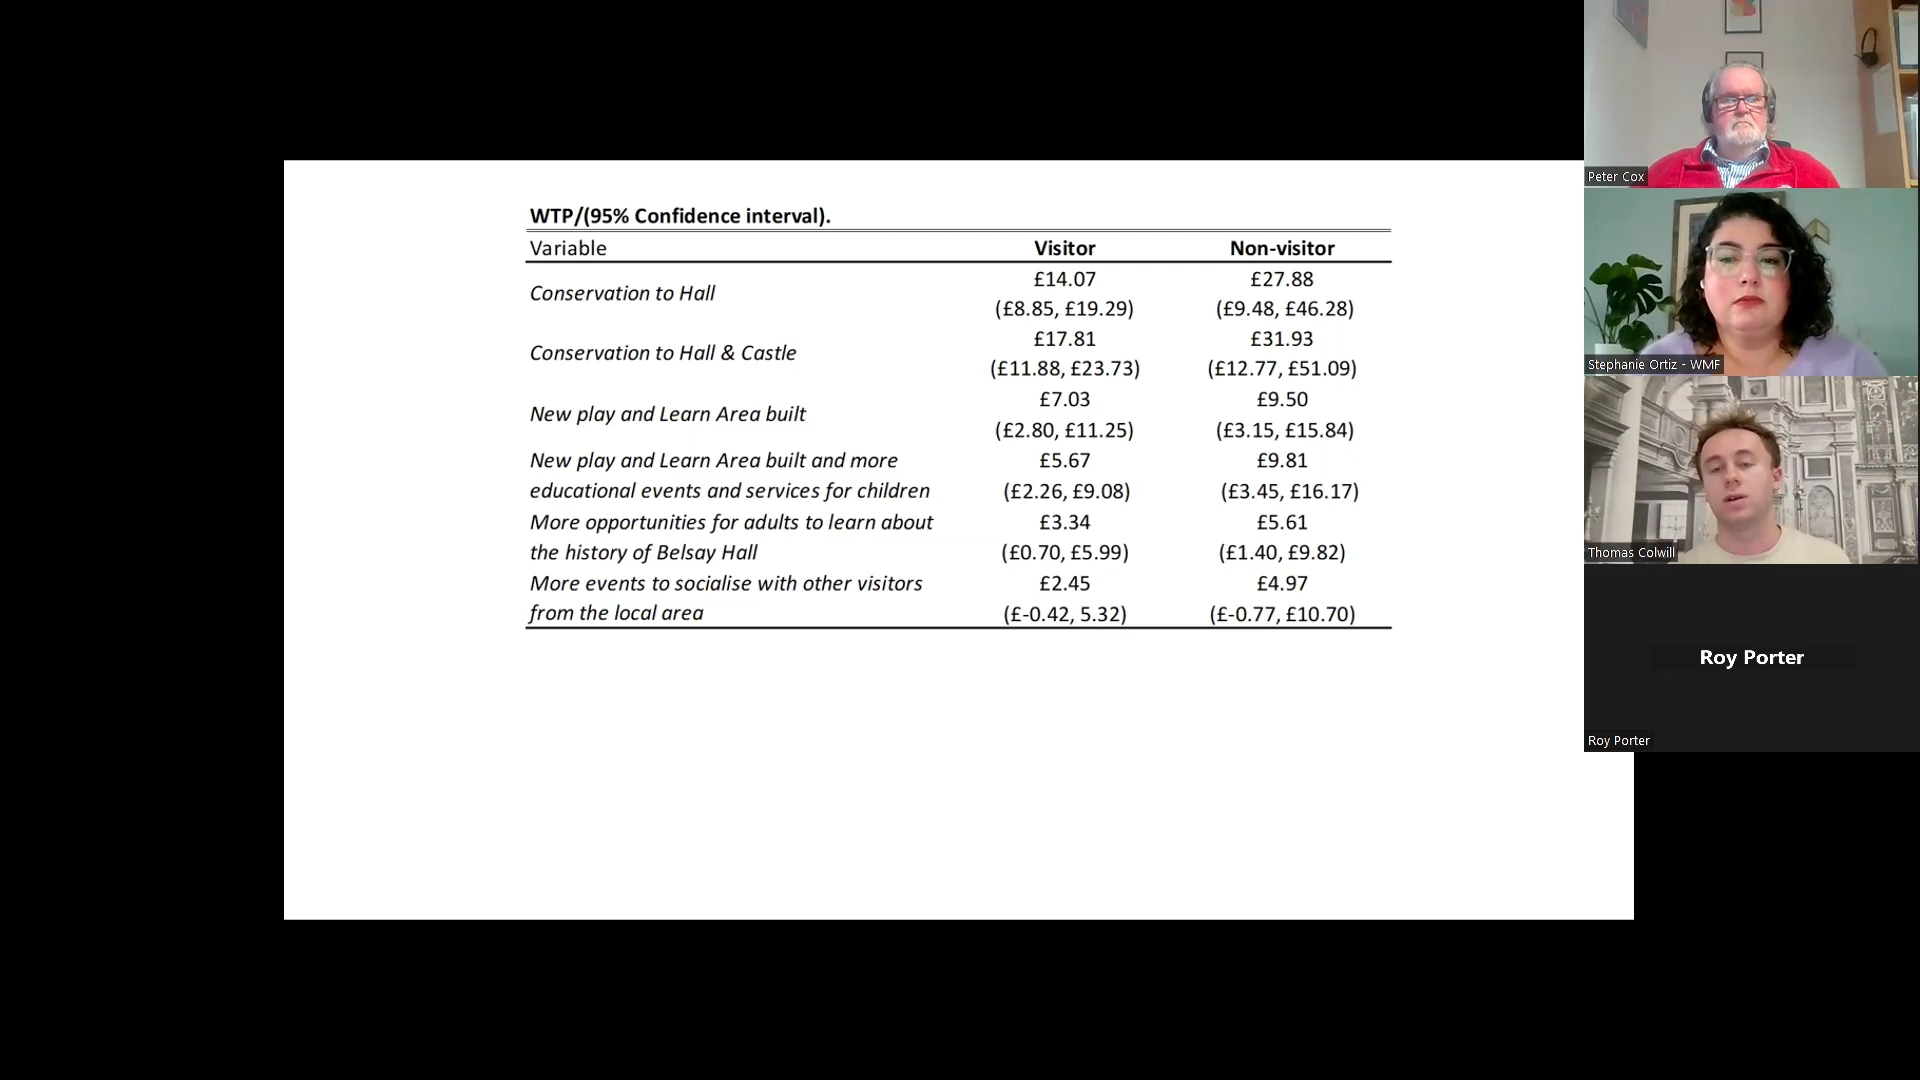 WTP/(95% Confidence interval).
Variable Visitor Non-visitor
Conservation to Hall £14.07 £27.88
(£8.85, £19.29) (£9.48, £46.28)
Conservation to Hall & Castle £17.81 £31.93
(£11.88, £23.73) (£12.77, £51.09)
New play and Learn Area built £7.03 £9.50
(£2.80, £11.25) (£3.15, £15.84)
New play and Learn Area built and more £5.67 £9.81
educational events and services for children (£2.26, £9.08) (£3.45, £16.17)
More opportunities for adults to learn about £3.34 £5.61
the history of Belsay Hall (£0.70, £5.99) (£1.40, £9.82)
More events to socialise with other visitors £2.45 £4.97
from the local area (£-0.42, 5.32) (£-0.77, £10.70)
Peter Cox
Stephanie Ortiz - WMF
Thomas Colwill
Roy Porter
Roy Porter